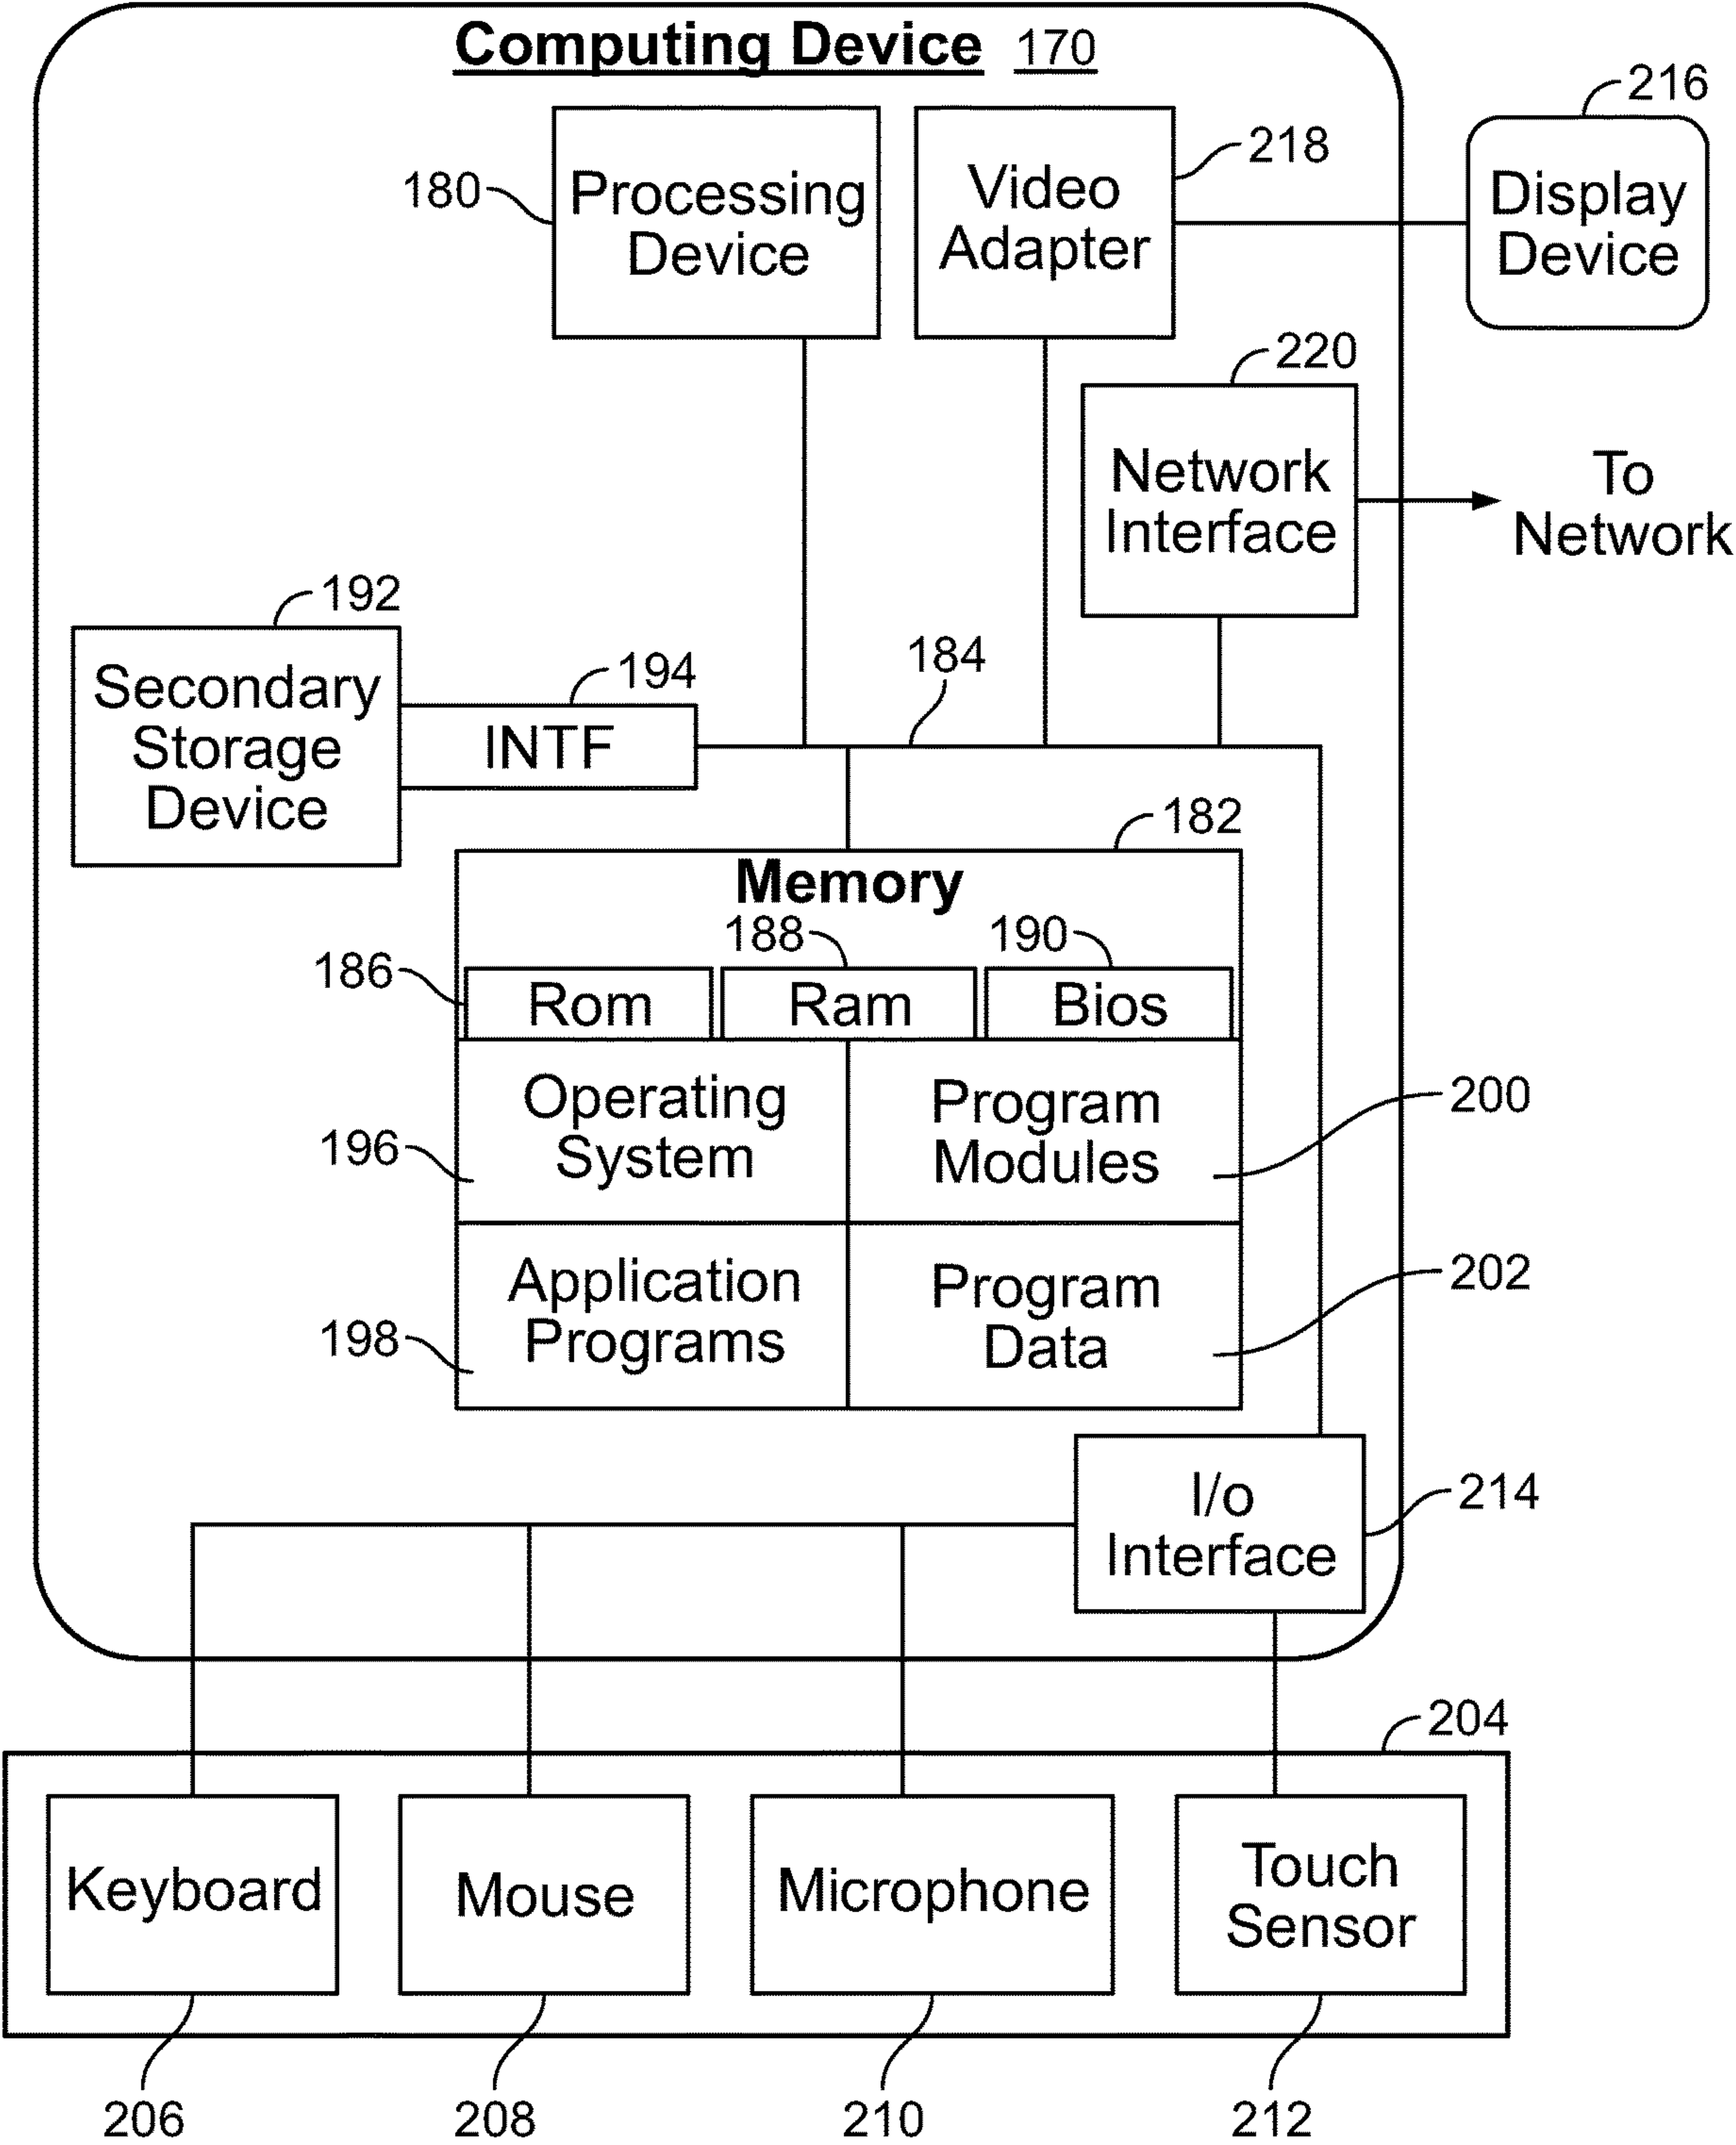 Computing Device 170
216
180
Processing
Device
Video
Adapter
218
Display
Device
220
Network
Interface
To
Network
192
Secondary
Storage
Device
194
INTF
184
182
Memory
188
190
186
Rom
Ram
Bios
196
Operating
System
Program
Modules
200
198
Application
Programs
Program
Data
202
I/o
Interface
214
204
Keyboard
Mouse
Microphone
Touch
Sensor
206
208
210
212